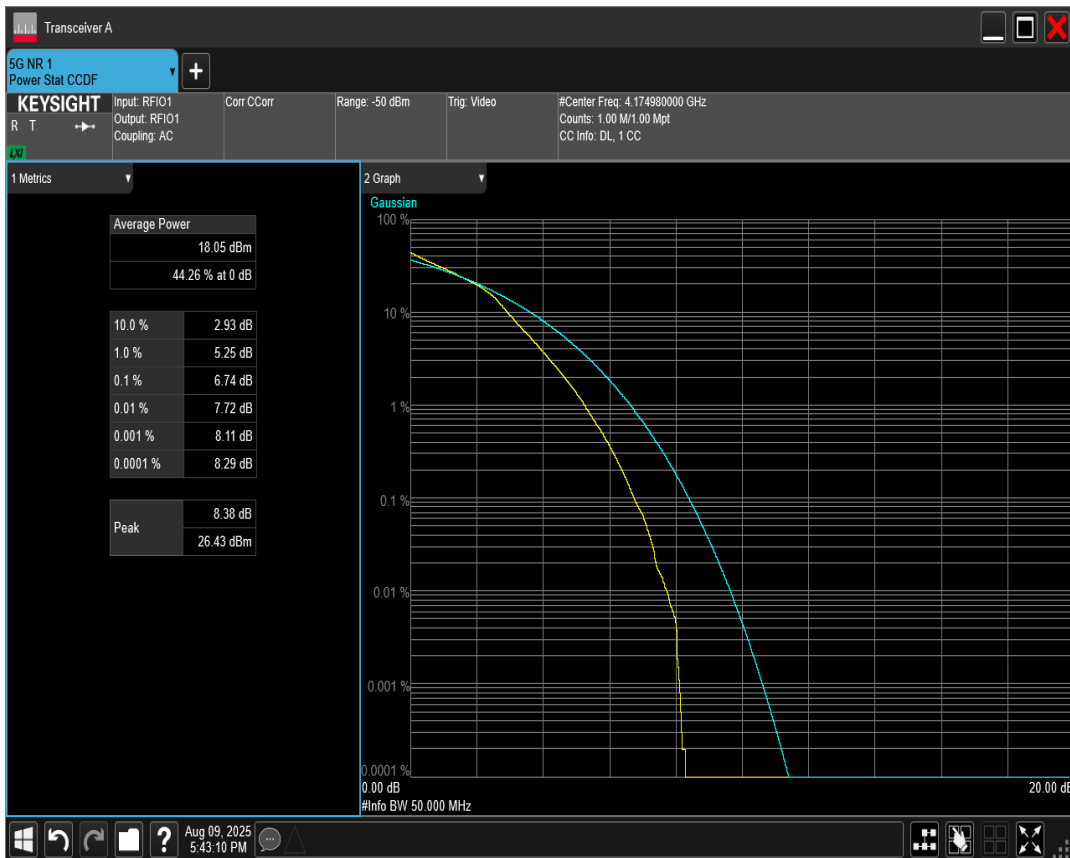 Transceiver A
5G NR 1
Power Stat CCDF
KEYSIGHT
R T
LXI
Input: RFIO1
Output: RFIO1
Coupling: AC
Corr CCorr
Range: -50 dBm
Trig: Video
#Center Freq: 4.174980000 GHz
Counts: 1.00 M/1.00 Mpt
CC Info: DL, 1 CC
1 Metrics
Average Power
18.05 dBm
44.26 % at 0 dB
10.0 % 2.93 dB
1.0 % 5.25 dB
0.1 % 6.74 dB
0.01 % 7.72 dB
0.001 % 8.11 dB
0.0001 % 8.29 dB
Peak
8.38 dB
26.43 dBm
2 Graph
Gaussian
100 %
10 %
1 %
0.1 %
0.01 %
0.001 %
0.0001 %
0.00 dB 20.00 dB
#Info BW 50.000 MHz
?
Aug 09, 2025
5:43:10 PM